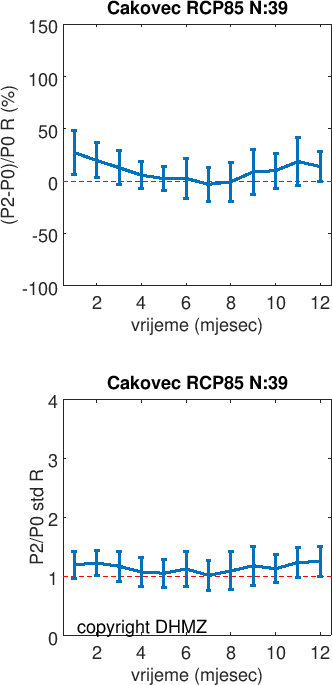 Cakovec RCP85 N:39
150
100
50
0
-50
-100
(P2-P0)/P0 R (%)
2 4 6 8 10 12
vrijeme (mjesec)
Cakovec RCP85 N:39
4
3
2
1
0
P2/P0 std R
copyright DHMZ
2 4 6 8 10 12
vrijeme (mjesec)